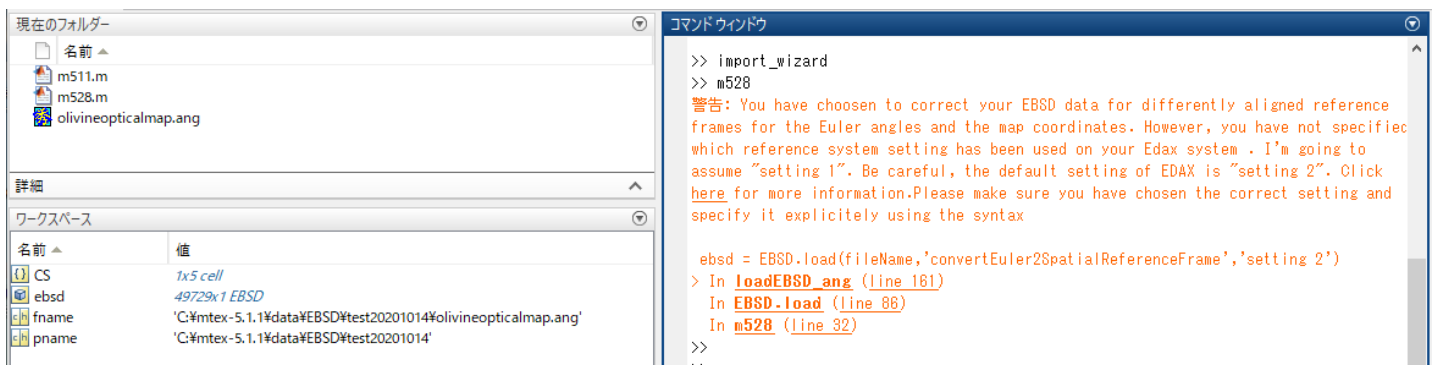 現在のフォルダー
名前
m511.m
m528.m
olivineopticalmap.ang
詳細
ワークスペース
名前 値
CS 1x5 cell
ebsd 49729x1 EBSD
fname 'C:¥mtex-5.1.1¥data¥EBSD¥test20201014¥olivineopticalmap.ang'
pname 'C:¥mtex-5.1.1¥data¥EBSD¥test20201014'
コマンド ウィンドウ
>> import_wizard
>> m528
警告: You have choosen to correct your EBSD data for differently aligned reference
frames for the Euler angles and the map coordinates. However, you have not specified
which reference system setting has been used on your Edax system . I'm going to
assume "setting 1". Be careful, the default setting of EDAX is "setting 2". Click
here for more information.Please make sure you have chosen the correct setting and
specify it explicitely using the syntax
ebsd = EBSD.load(fileName,'convertEuler2SpatialReferenceFrame','setting 2')
> In loadEBSD_ang (line 161)
In EBSD.load (line 86)
In m528 (line 32)
>>